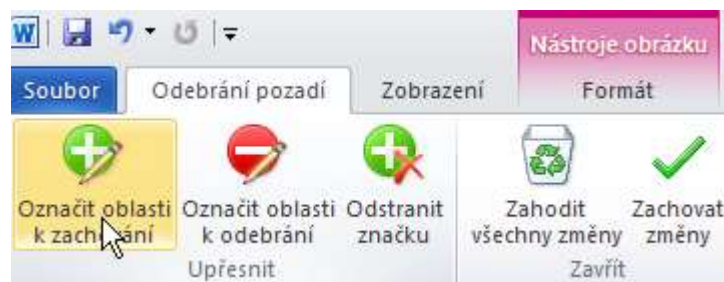 W
Nástroje obrázku
Soubor Odebrání pozadí Zobrazení Formát
Označit oblasti k zachování
Označit oblasti k odebrání
Odstranit značku
Zahodit všechny změny
Zachovat změny
Upřesnit Zavřít